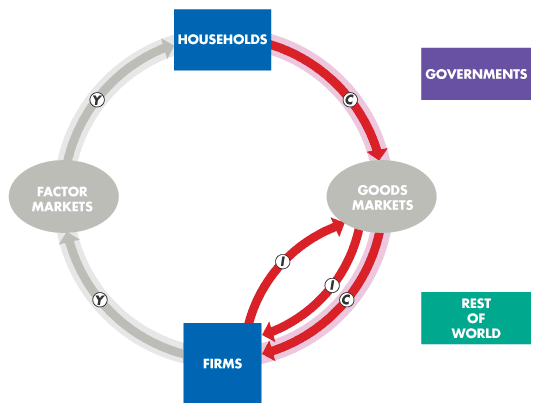 HOUSEHOLDS
GOVERNMENTS
Y
C
FACTOR
MARKETS
GOODS
MARKETS
I
I
Y
C
REST
OF
WORLD
FIRMS